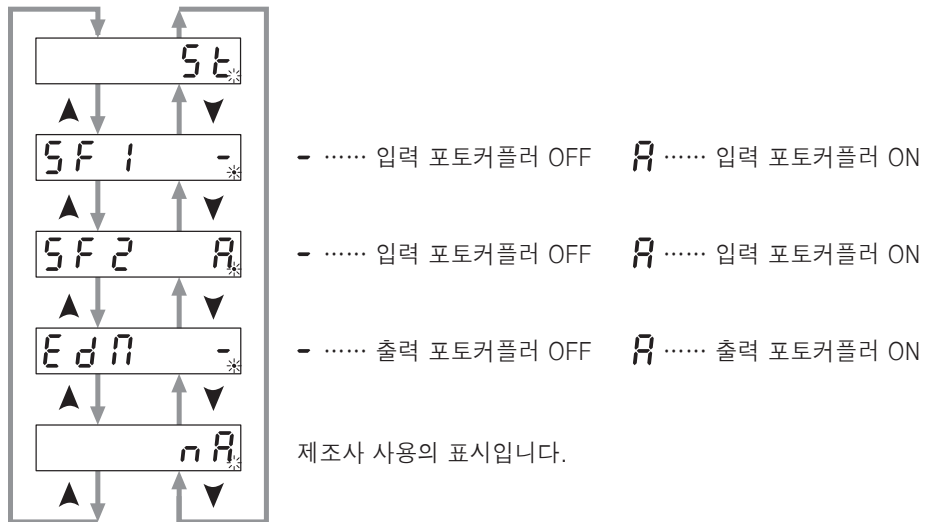 St.
SF1 -.
- …… 입력 포토커플러 OFF A …… 입력 포토커플러 ON
SF2 A.
- …… 입력 포토커플러 OFF A …… 입력 포토커플러 ON
EdM -.
- …… 출력 포토커플러 OFF A …… 출력 포토커플러 ON
nA.
제조사 사용의 표시입니다.